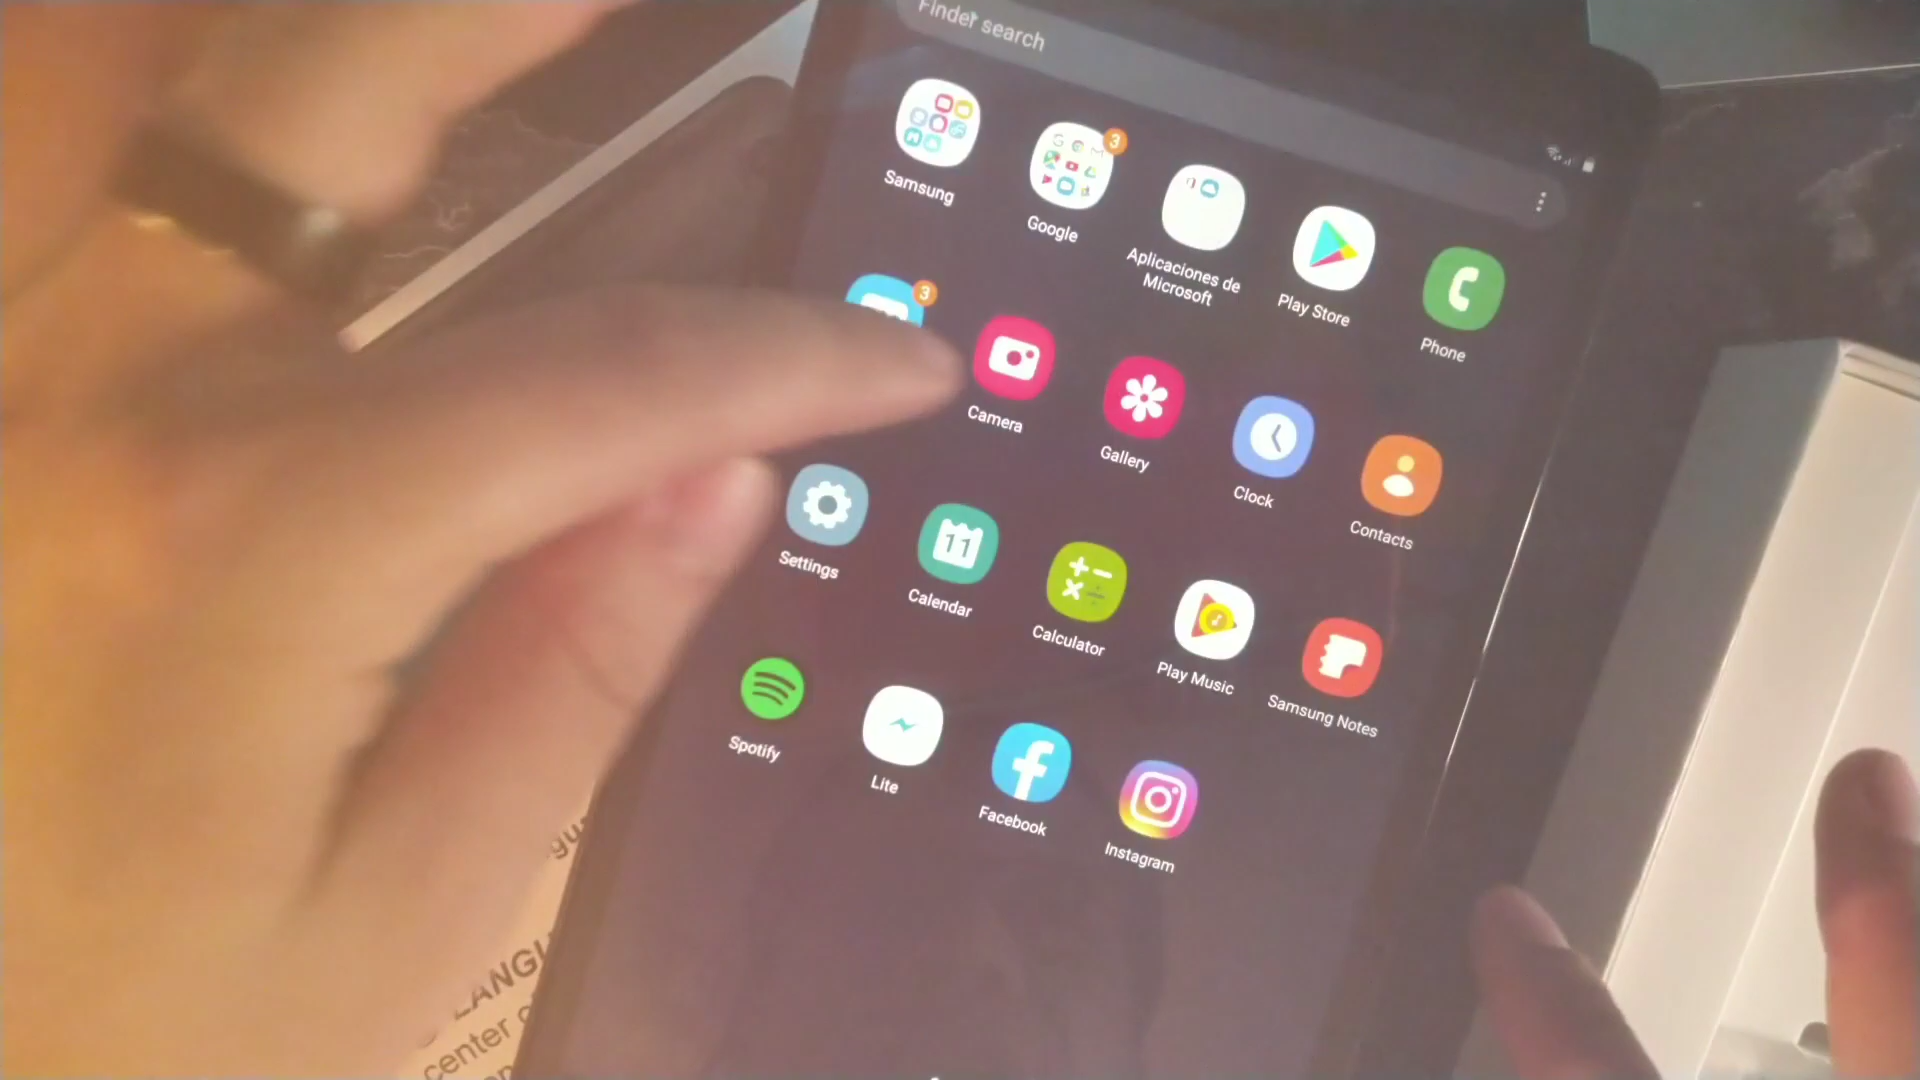 Finder search
Samsung
3
Google
Aplicaciones de
Microsoft
Play Store
Phone
3
Camera
Gallery
Clock
Contacts
Settings
11
Calendar
Calculator
Play Music
Samsung Notes
Spotify
Lite
Facebook
Instagram
center